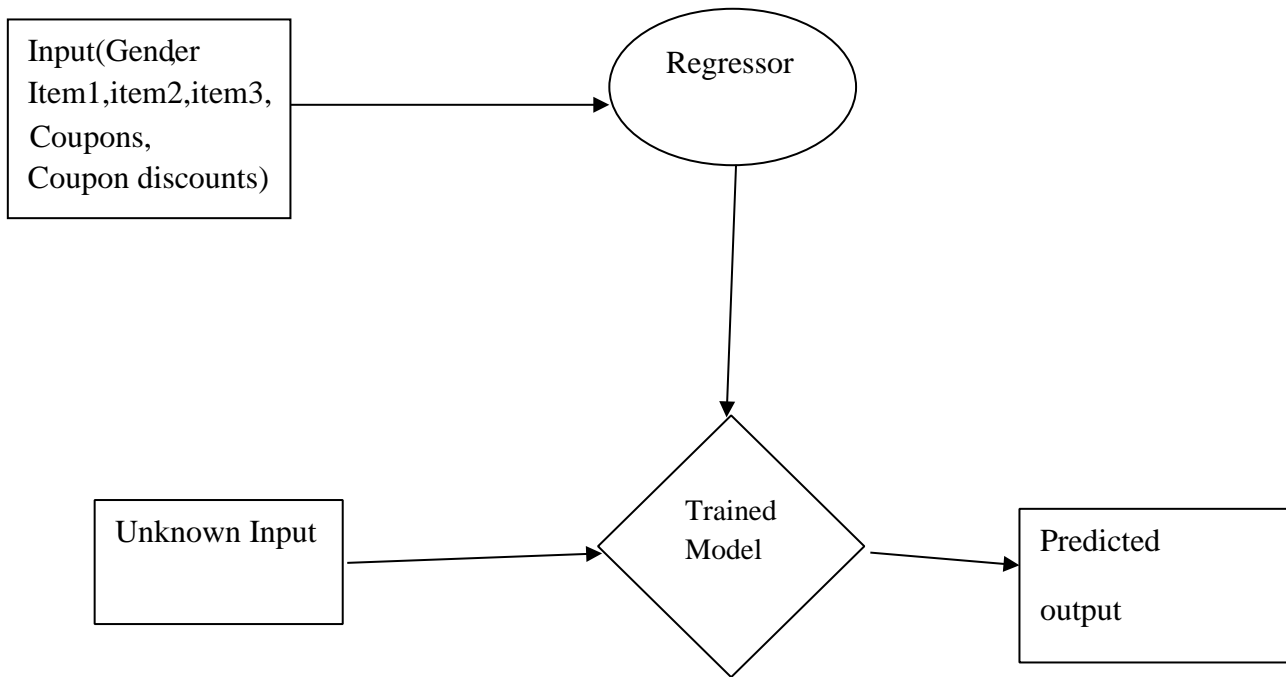 Input(Gender,
Item1,item2,item3,
Coupons,
Coupon discounts)
Regressor
Trained
Model
Unknown Input
Predicted
output